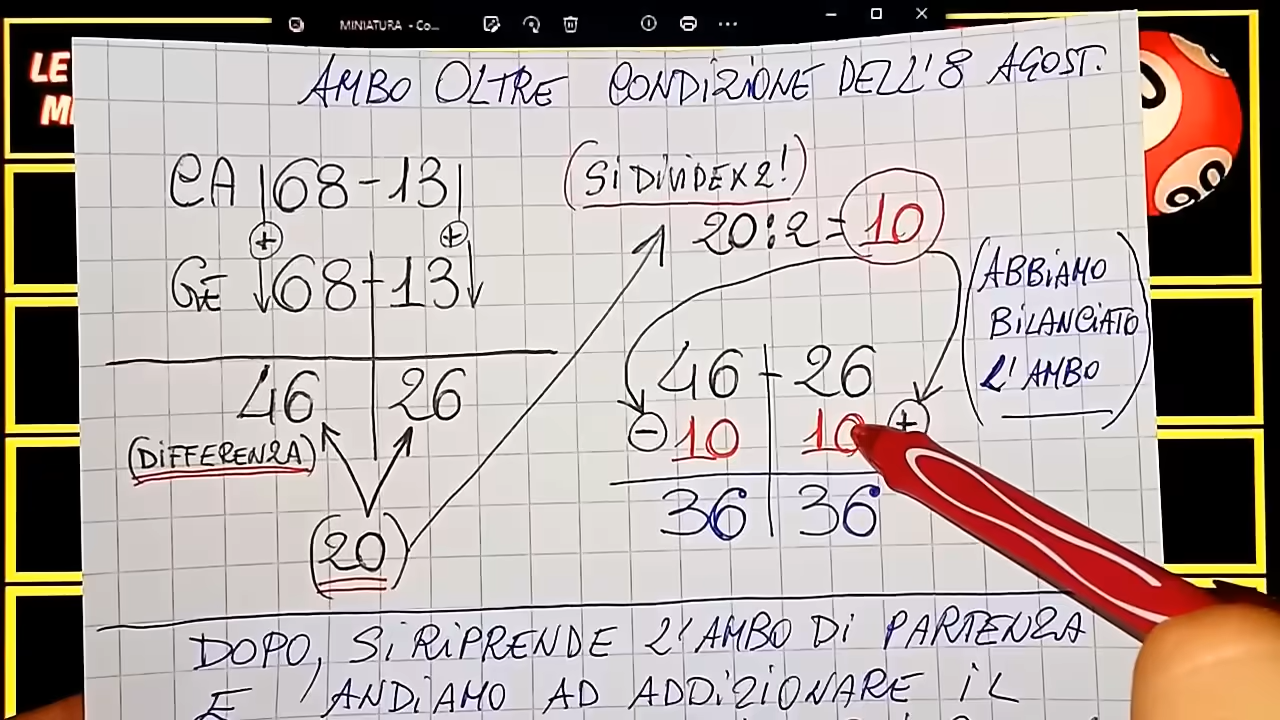 MINIATURA - Co...
LE
MI
AMBO OLTRE CONDIZIONE DELL'8 AGOST.
CA 68-13
(SI DIVIDE X 2!)
+ +
20:2=10
GE 68-13
(ABBIAMO
BILANCIATO
L'AMBO)
46 26
46-26
(DIFFERENZA)
- 10 10 +
36 36
(20)
DOPO, SI RIPRENDE L'AMBO DI PARTENZA
E ANDIAMO AD ADDIZIONARE IL